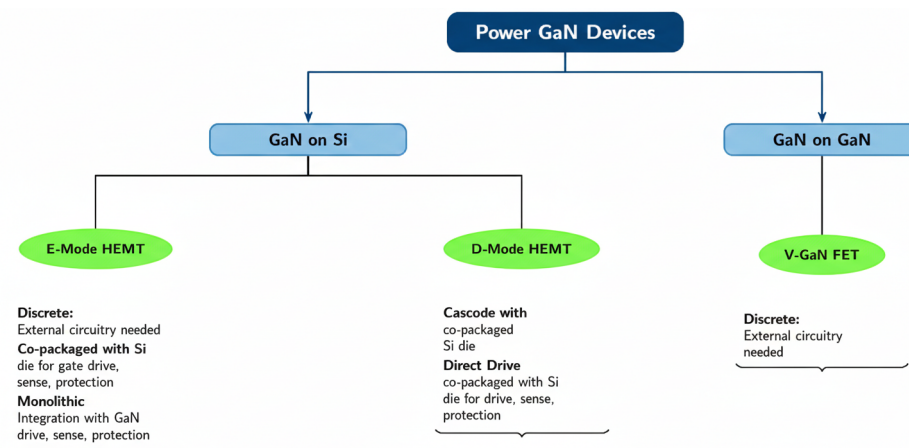 Power GaN Devices
GaN on Si
GaN on GaN
E-Mode HEMT
D-Mode HEMT
V-GaN FET
Discrete:
External circuitry needed
Co-packaged with Si
die for gate drive,
sense, protection
Monolithic
Integration with GaN
drive, sense, protection
Cascode with
co-packaged
Si die
Direct Drive
co-packaged with Si
die for drive, sense,
protection
Discrete:
External circuitry
needed